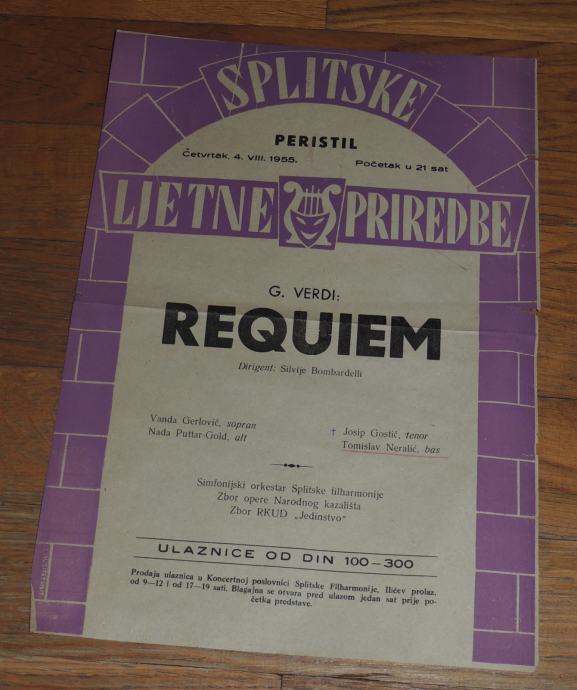 SPLITSKE
PERISTIL
Četvrtak, 4. VIII. 1955. Početak u 21 sat
LJETNE PRIREDBE
G. VERDI:
REQUIEM
Dirigent: Silvije Bombardelli
Vanda Gerlovič, sopran
Nada Puttar-Gold, alt
† Josip Gostić, tenor
Tomislav Neralić, bas
Simfonijski orkestar Splitske filharmonije
Zbor opere Narodnog kazališta
Zbor RKUD „Jedinstvo"
ULAZNICE OD DIN 100—300
Prodaja ulaznica u Koncertnoj poslovnici Splitske Filharmonije, Ilićev prolaz,
od 9—12 i od 17—19 sati. Blagajna se otvara pred ulazom jedan sat prije po-
četka predstave.